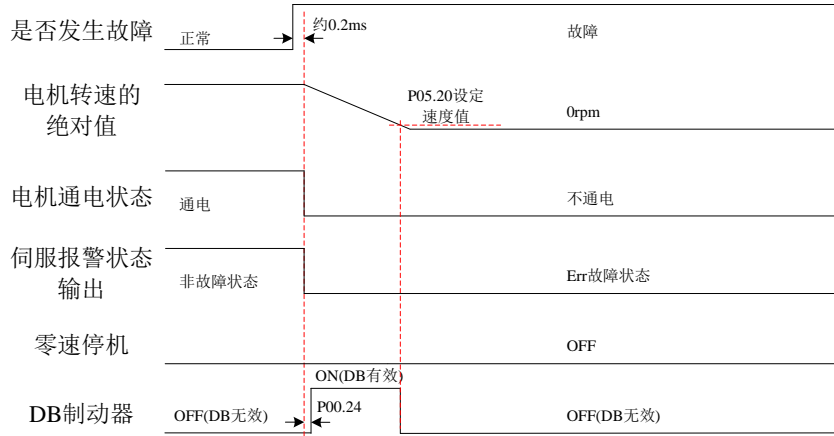 是否发生故障
正常
约0.2ms
故障
电机转速的
绝对值
P05.20设定
速度值
0rpm
电机通电状态
通电
不通电
伺服报警状态
输出
非故障状态
Err故障状态
零速停机
OFF
ON(DB有效)
DB制动器
OFF(DB无效)
P00.24
OFF(DB无效)